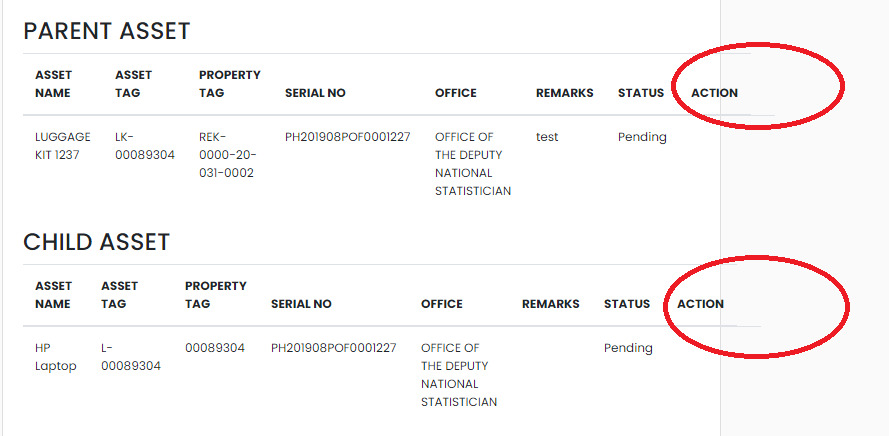 PARENT ASSET
ASSET NAME ASSET TAG PROPERTY TAG SERIAL NO OFFICE REMARKS STATUS ACTION
LUGGAGE KIT 1237 LK-00089304 REK-0000-20-031-0002 PH201908POF0001227 OFFICE OF THE DEPUTY NATIONAL STATISTICIAN test Pending
CHILD ASSET
ASSET NAME ASSET TAG PROPERTY TAG SERIAL NO OFFICE REMARKS STATUS ACTION
HP Laptop L-00089304 00089304 PH201908POF0001227 OFFICE OF THE DEPUTY NATIONAL STATISTICIAN Pending